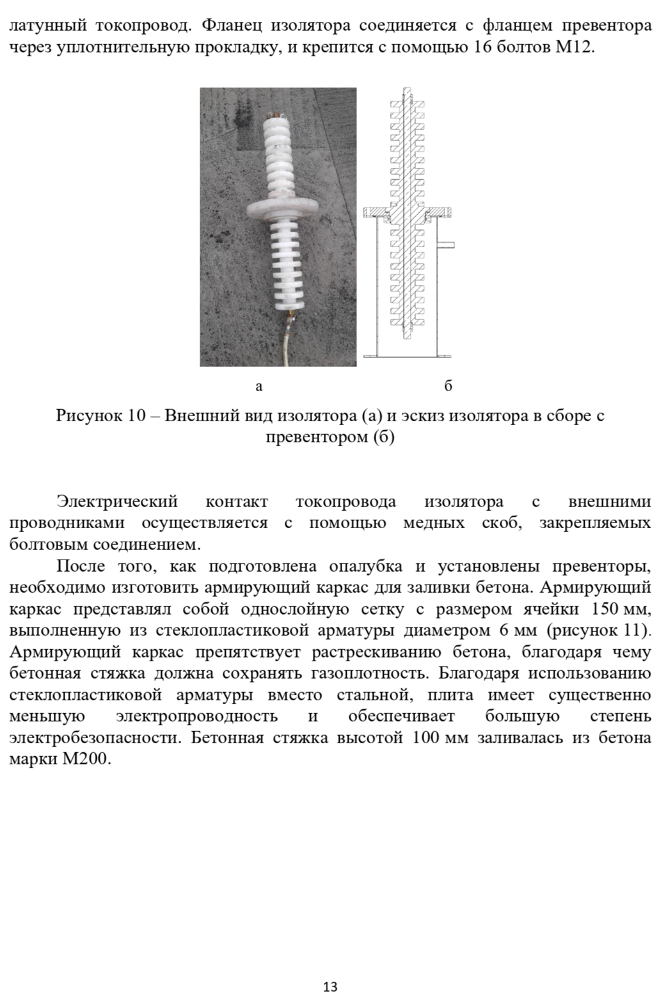 латунный токопровод. Фланец изолятора соединяется с фланцем превентора
через уплотнительную прокладку, и крепится с помощью 16 болтов М12.
а
б
Рисунок 10 – Внешний вид изолятора (а) и эскиз изолятора в сборе с
превентором (б)
Электрический контакт токопровода изолятора с внешними
проводниками осуществляется с помощью медных скоб, закрепляемых
болтовым соединением.
После того, как подготовлена опалубка и установлены превенторы,
необходимо изготовить армирующий каркас для заливки бетона. Армирующий
каркас представлял собой однослойную сетку с размером ячейки 150 мм,
выполненную из стеклопластиковой арматуры диаметром 6 мм (рисунок 11).
Армирующий каркас препятствует растрескиванию бетона, благодаря чему
бетонная стяжка должна сохранять газоплотность. Благодаря использованию
стеклопластиковой арматуры вместо стальной, плита имеет существенно
меньшую электропроводность и обеспечивает большую степень
электробезопасности. Бетонная стяжка высотой 100 мм заливалась из бетона
марки М200.
13